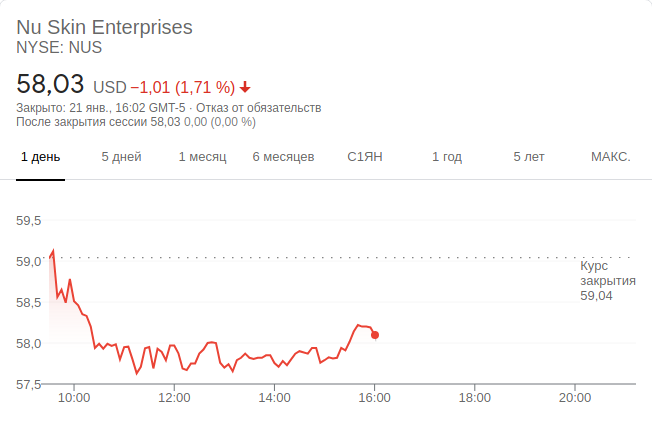 Nu Skin Enterprises
NYSE: NUS
58,03 USD −1,01 (1,71 %)
Закрыто: 21 янв., 16:02 GMT-5 · Отказ от обязательств
После закрытия сессии 58,03 0,00 (0,00 %)
1 день 5 дней 1 месяц 6 месяцев С1ЯН 1 год 5 лет МАКС.
59,5
59,0
Курс
закрытия
59,04
58,5
58,0
57,5
10:00 12:00 14:00 16:00 18:00 20:00